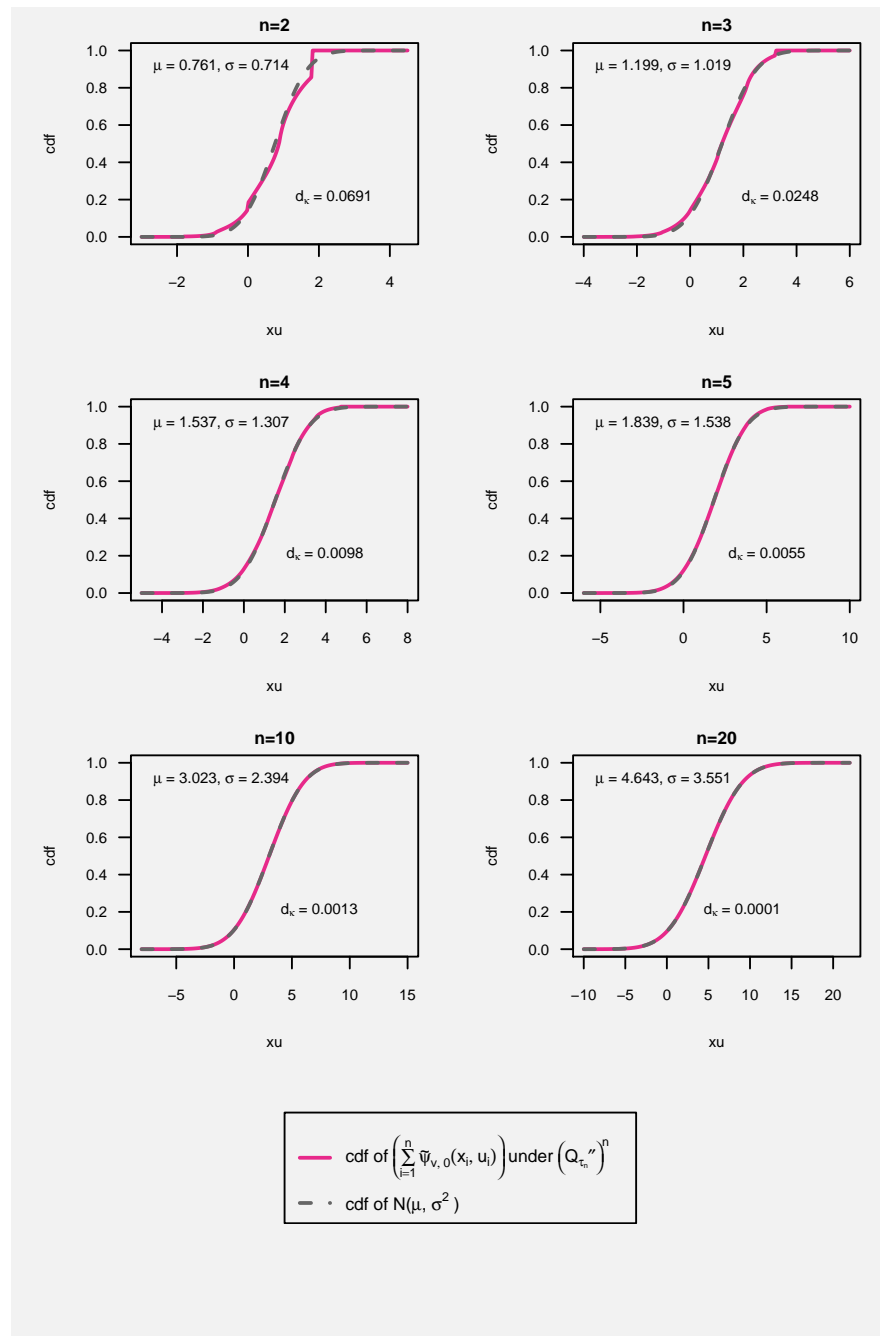 n=2
μ = 0.761, σ = 0.714
dκ = 0.0691
cdf
1.0
0.8
0.6
0.4
0.2
0.0
−2 0 2 4
xu
n=3
μ = 1.199, σ = 1.019
dκ = 0.0248
cdf
1.0
0.8
0.6
0.4
0.2
0.0
−4 −2 0 2 4 6
xu
n=4
μ = 1.537, σ = 1.307
dκ = 0.0098
cdf
1.0
0.8
0.6
0.4
0.2
0.0
−4 −2 0 2 4 6 8
xu
n=5
μ = 1.839, σ = 1.538
dκ = 0.0055
cdf
1.0
0.8
0.6
0.4
0.2
0.0
−5 0 5 10
xu
n=10
μ = 3.023, σ = 2.394
dκ = 0.0013
cdf
1.0
0.8
0.6
0.4
0.2
0.0
−5 0 5 10 15
xu
n=20
μ = 4.643, σ = 3.551
dκ = 0.0001
cdf
1.0
0.8
0.6
0.4
0.2
0.0
−10 −5 0 5 10 15 20
xu
cdf of (∑_{i=1}^{n} ψ̃_{v, 0}(x_i, u_i)) under (Q_{τ_n}″)^n
cdf of N(μ, σ²)